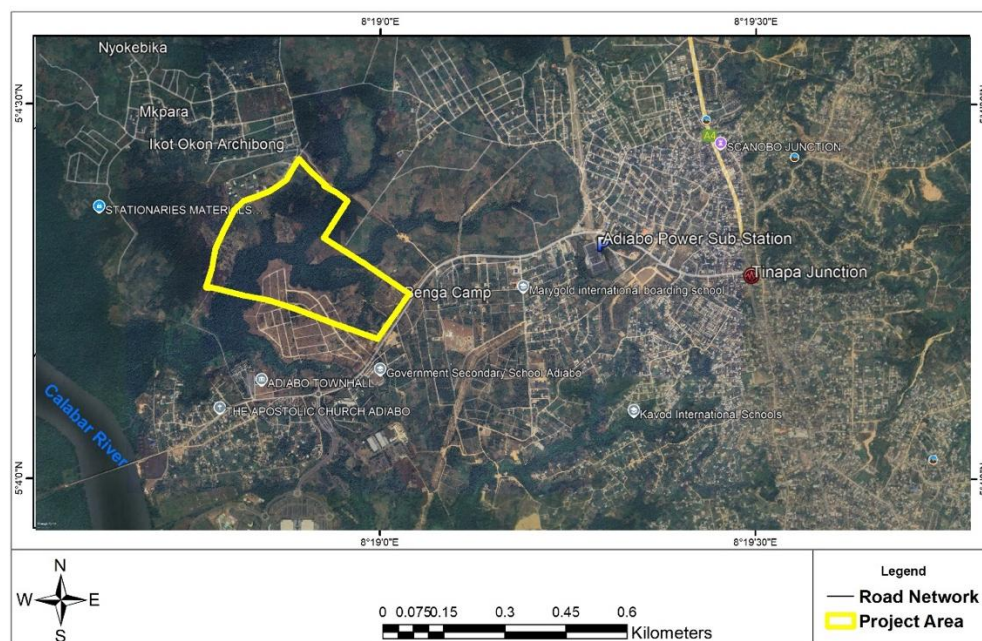 8°19'0"E
8°19'30"E
Nyokebika
5°4'30"N
Mkpara
Ikot Okon Archibong
A4
SCANOBO JUNCTION
STATIONARIES MATERIALS...
Adiabo Power Sub-Station
Tinapa Junction
Genga Camp
Marygold international boarding school
Government Secondary School Adiabo
ADIABO TOWNHALL
THE APOSTOLIC CHURCH ADIABO
Kavod International Schools
Calabar River
5°4'0"N
8°19'0"E
8°19'30"E
N
W
E
S
0
0.075
0.15
0.3
0.45
0.6
Kilometers
Legend
Road Network
Project Area